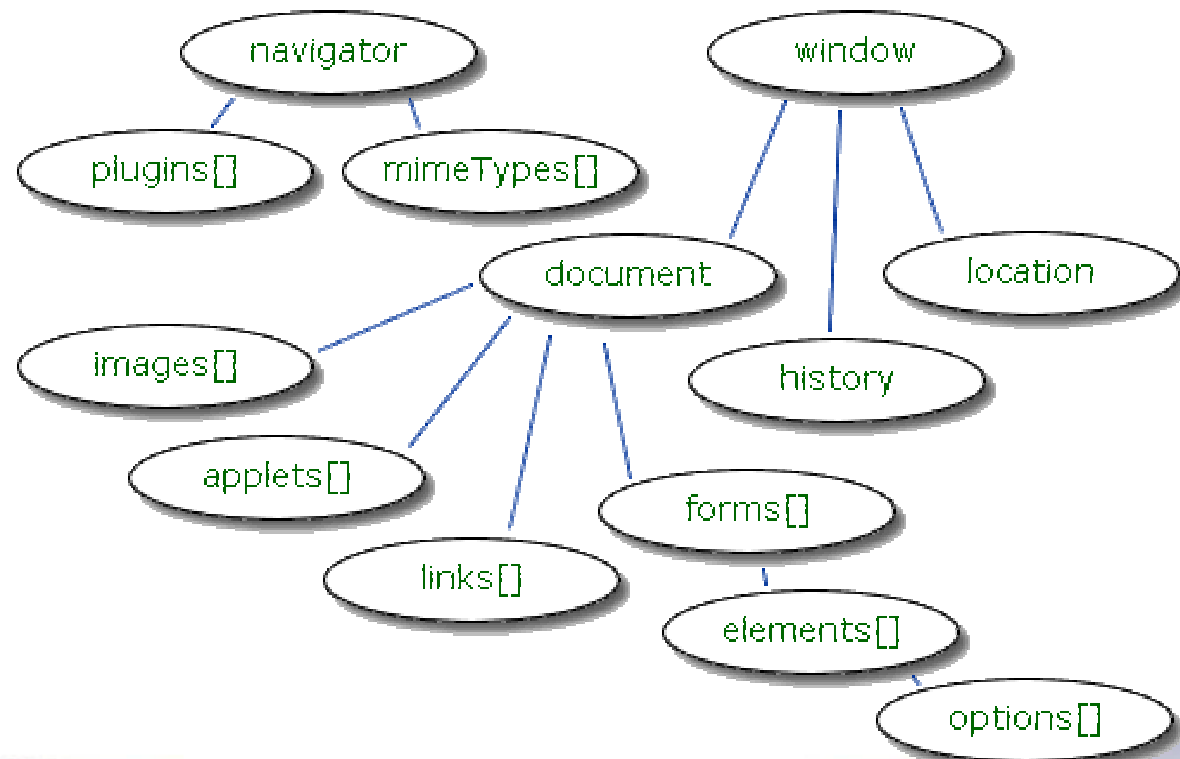 navigator
window
plugins[]
mimeTypes[]
document
location
images[]
history
applets[]
forms[]
links[]
elements[]
options[]